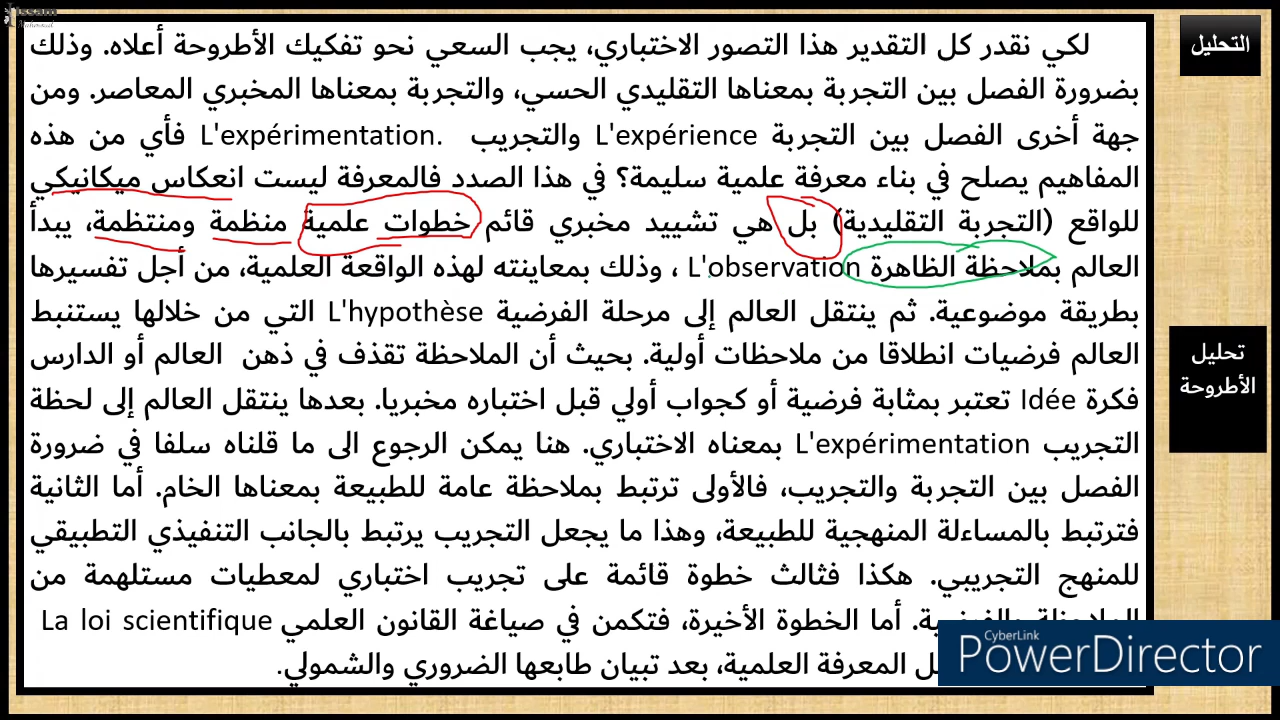 التحليل
لكي نقدر كل التقدير هذا التصور الاختباري، يجب السعي نحو تفكيك الأطروحة أعلاه. وذلك
بضرورة الفصل بين التجربة بمعناها التقليدي الحسي، والتجربة بمعناها المخبري المعاصر. ومن
جهة أخرى الفصل بين التجربة L'expérience والتجريب L'expérimentation. فأي من هذه
المفاهيم يصلح في بناء معرفة علمية سليمة؟ في هذا الصدد فالمعرفة ليست انعكاس ميكانيكي
للواقع (التجربة التقليدية) بل هي تشييد مخبري قائم خطوات علمية منظمة ومنتظمة، يبدأ
العالم بملاحظة الظاهرة L'observation ، وذلك بمعاينته لهذه الواقعة العلمية، من أجل تفسيرها
بطريقة موضوعية. ثم ينتقل العالم إلى مرحلة الفرضية L'hypothèse التي من خلالها يستنبط
العالم فرضيات انطلاقا من ملاحظات أولية. بحيث أن الملاحظة تقذف في ذهن العالم أو الدارس
فكرة Idée تعتبر بمثابة فرضية أو كجواب أولي قبل اختباره مخبريا. بعدها ينتقل العالم إلى لحظة
التجريب L'expérimentation بمعناه الاختباري. هنا يمكن الرجوع الى ما قلناه سلفا في ضرورة
الفصل بين التجربة والتجريب، فالأولى ترتبط بملاحظة عامة للطبيعة بمعناها الخام. أما الثانية
فترتبط بالمساءلة المنهجية للطبيعة، وهذا ما يجعل التجريب يرتبط بالجانب التنفيذي التطبيقي
للمنهج التجريبي. هكذا فثالث خطوة قائمة على تجريب اختباري لمعطيات مستلهمة من
أما الخطوة الأخيرة، فتكمن في صياغة القانون العلمي La loi scientifique
المعرفة العلمية، بعد تبيان طابعها الضروري والشمولي.
تحليل
الأطروحة
CyberLink
PowerDirector